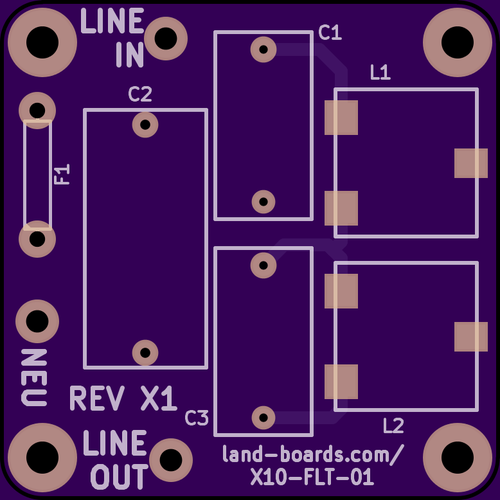 LINE
IN
C1
L1
C2
F1
NEU
REV X1
C3
L2
LINE
OUT
land-boards.com/
X10-FLT-01